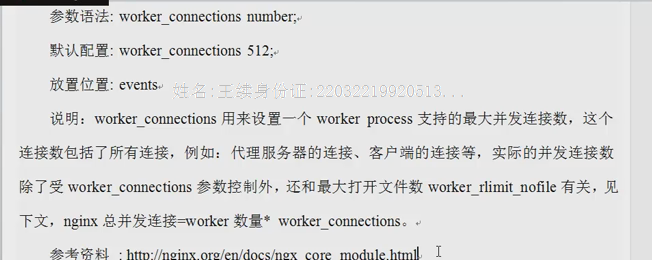 参数语法: worker_connections number;
默认配置: worker_connections 512;
放置位置: events
姓名:王续身份证:22032219920513...
说明：worker_connections 用来设置一个 worker process 支持的最大并发连接数，这个
连接数包括了所有连接，例如：代理服务器的连接、客户端的连接等，实际的并发连接数
除了受 worker_connections 参数控制外，还和最大打开文件数 worker_rlimit_nofile 有关，见
下文，nginx 总并发连接=worker 数量* worker_connections。
参考资料 : http://nginx.org/en/docs/ngx_core_module.html